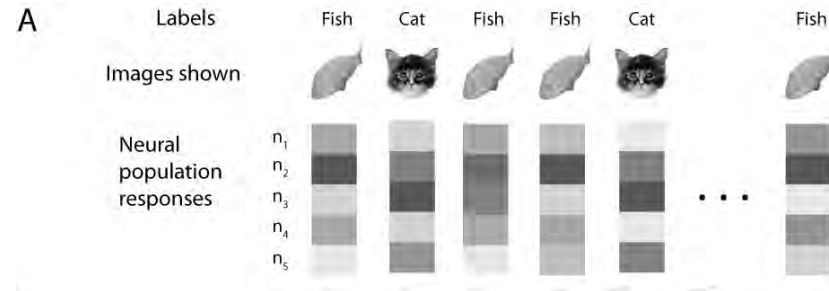 A
Labels Fish Cat Fish Fish Cat Fish
Images shown
Neural
population
responses
n₁
n₂
n₃
n₄
n₅
. . .